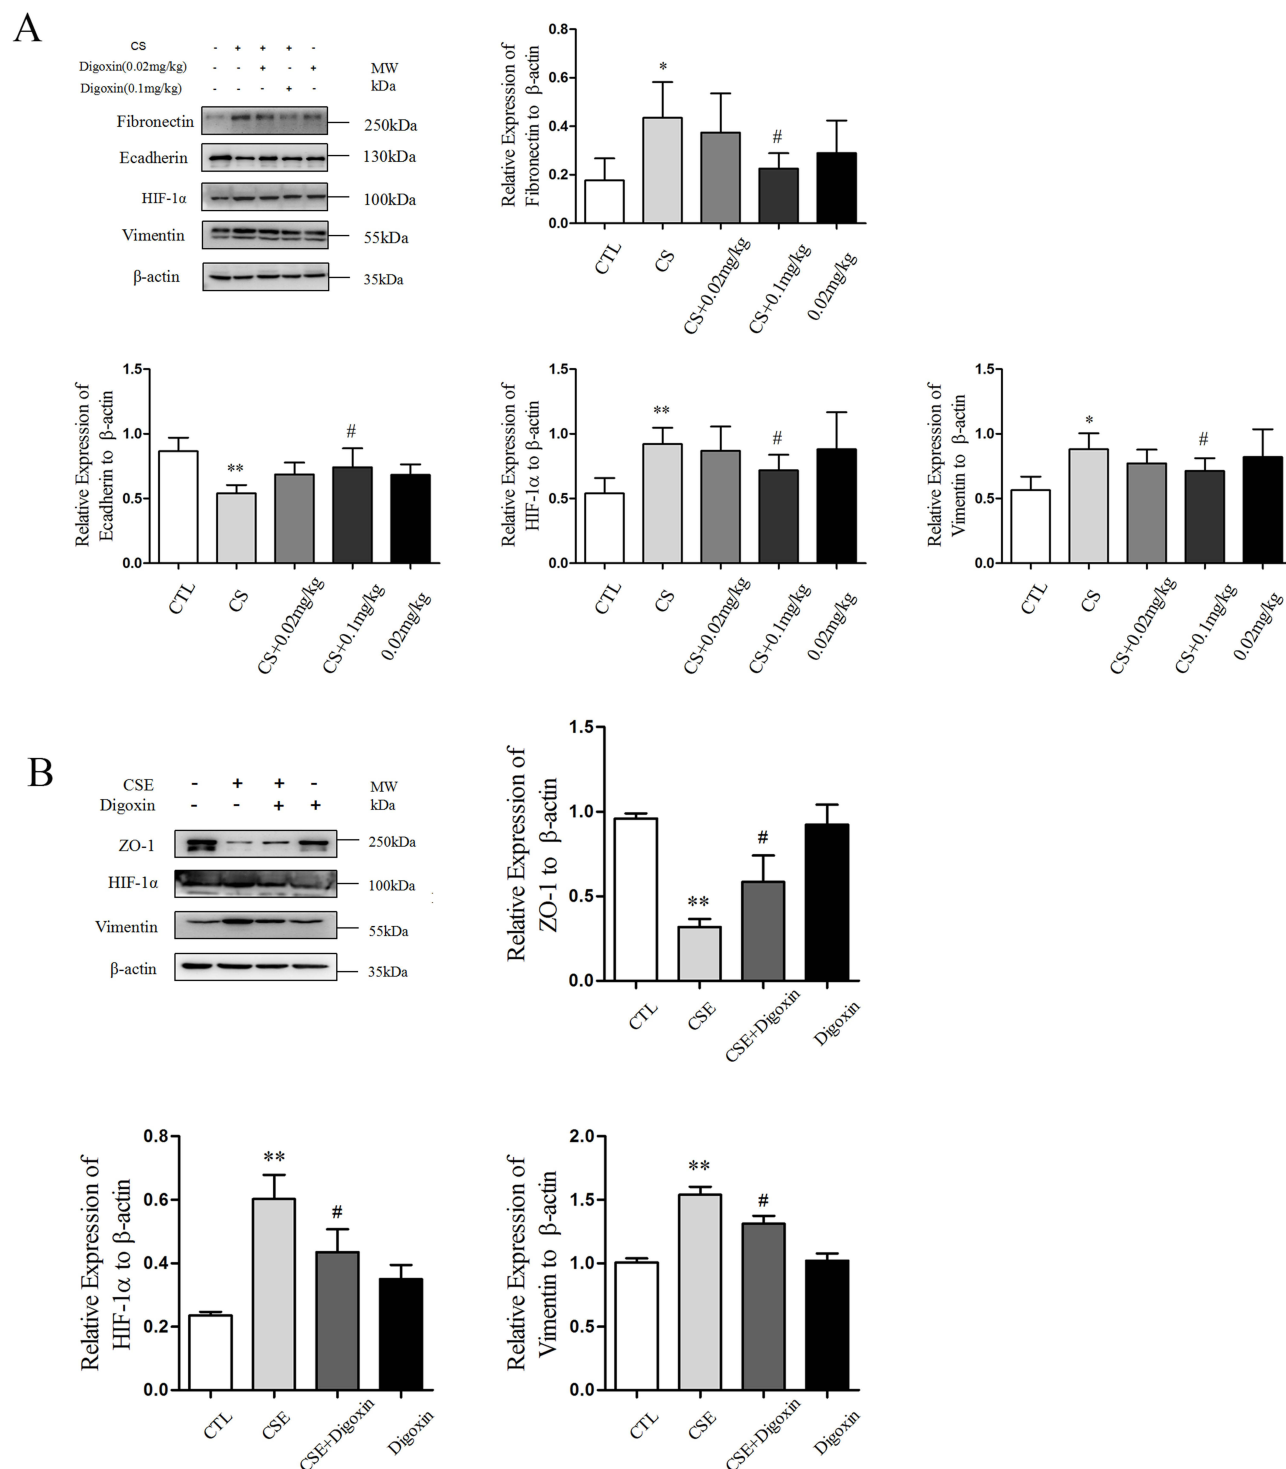 A
CS - + + + -
Digoxin(0.02mg/kg) - - + - + MW
Digoxin(0.1mg/kg) - - - + - kDa
Fibronectin 250kDa
Ecadherin 130kDa
HIF-1α 100kDa
Vimentin 55kDa
β-actin 35kDa
Relative Expression of
Fibronectin to β-actin
0.8
0.6
0.4
0.2
0.0
*
#
CTL
CS
CS+0.02mg/kg
CS+0.1mg/kg
0.02mg/kg
Relative Expression of
Ecadherin to β-actin
1.5
1.0
0.5
0.0
**
#
CTL
CS
CS+0.02mg/kg
CS+0.1mg/kg
0.02mg/kg
Relative Expression of
HIF-1α to β-actin
1.5
1.0
0.5
0.0
**
#
CTL
CS
CS+0.02mg/kg
CS+0.1mg/kg
0.02mg/kg
Relative Expression of
Vimentin to β-actin
1.5
1.0
0.5
0.0
*
#
CTL
CS
CS+0.02mg/kg
CS+0.1mg/kg
0.02mg/kg
B
CSE - + + - MW
Digoxin - - + + kDa
ZO-1 250kDa
HIF-1α 100kDa
Vimentin 55kDa
β-actin 35kDa
Relative Expression of
ZO-1 to β-actin
1.5
1.0
0.5
0.0
**
#
CTL
CSE
CSE+Digoxin
Digoxin
Relative Expression of
HIF-1α to β-actin
0.8
0.6
0.4
0.2
0.0
**
#
CTL
CSE
CSE+Digoxin
Digoxin
Relative Expression of
Vimentin to β-actin
2.0
1.5
1.0
0.5
0.0
**
#
CTL
CSE
CSE+Digoxin
Digoxin